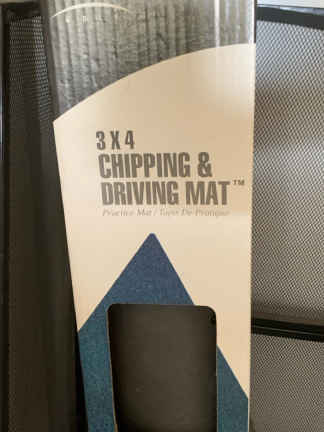 3 X 4
CHIPPING &
DRIVING MAT™
Practice Mat / Tapis De Pratique